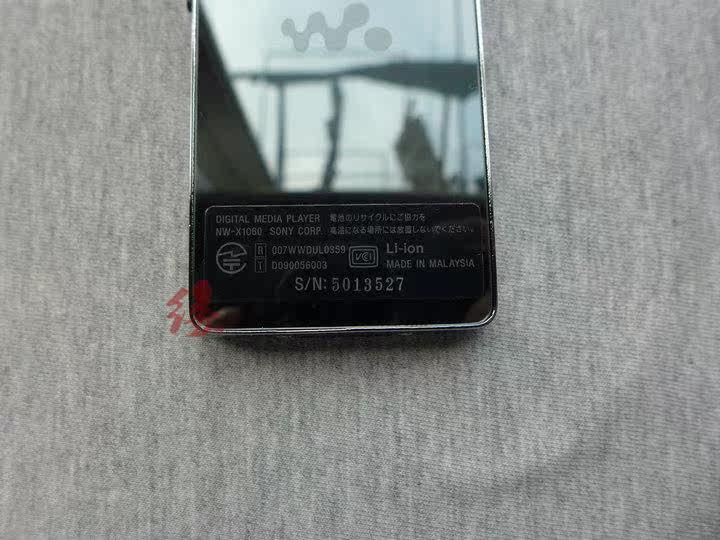 DIGITAL MEDIA PLAYER 電池のリサイクルにご協力を
NW-X1060 SONY CORP. 高温になる場所には放置しないでください。
R 007WWDUL0359 VCI Li-ion
T D090056003 MADE IN MALAYSIA
S/N: 5013527
缘